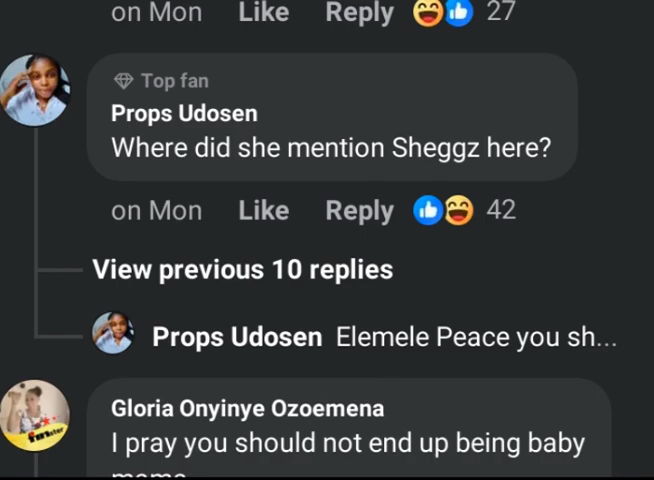 on Mon Like Reply 27
Top fan
Props Udosen
Where did she mention Sheggz here?
on Mon Like Reply 42
View previous 10 replies
Props Udosen Elemele Peace you sh...
Gloria Onyinye Ozoemena
I pray you should not end up being baby